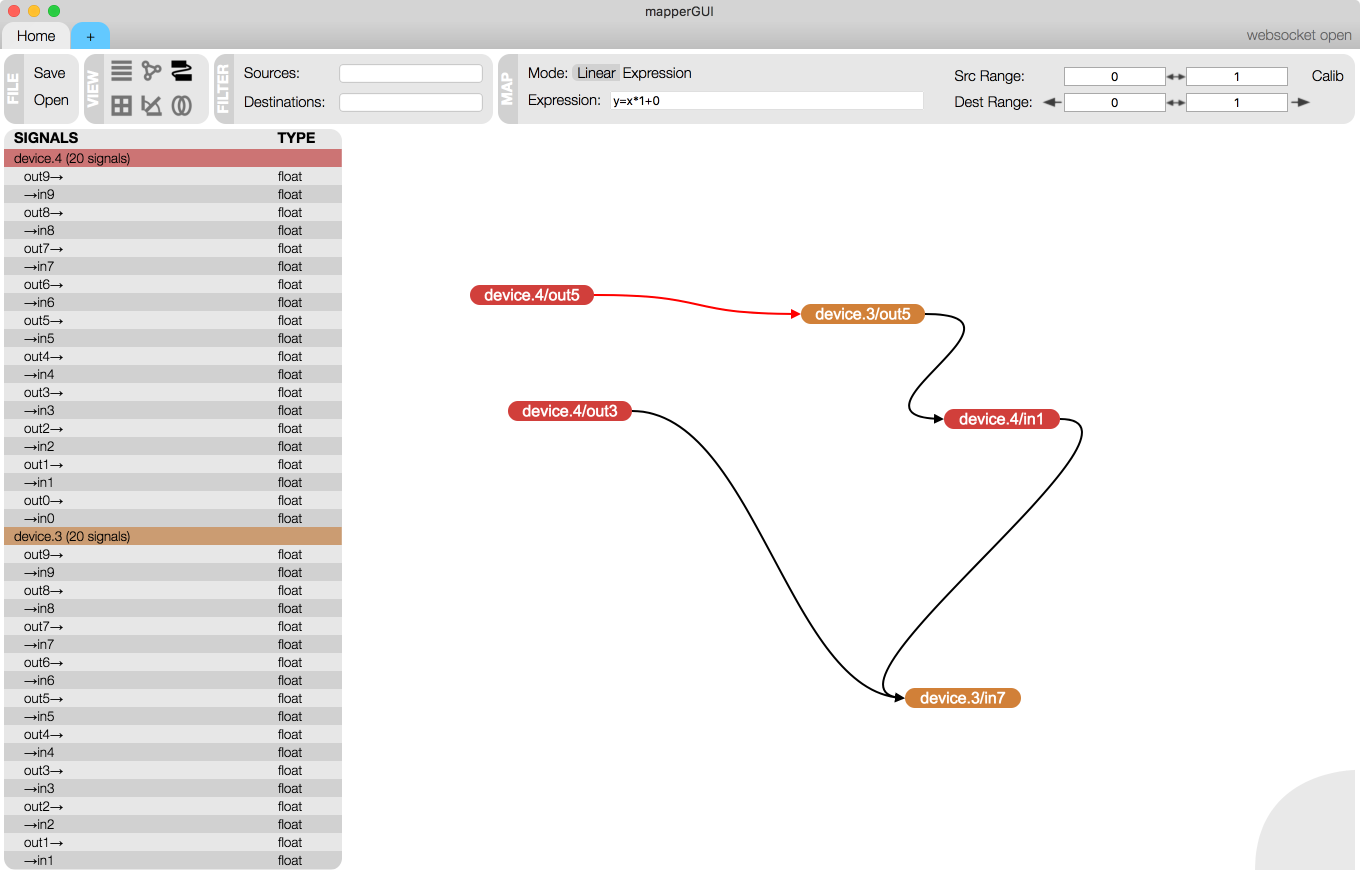 mapperGUI
Home
+
websocket open
FILE
Save
Open
VIEW
FILTER
Sources:
Destinations:
MAP
Mode: Linear Expression
Expression: y=x*1+0
Src Range: 0 1 Calib
Dest Range: 0 1
SIGNALS TYPE
device.4 (20 signals)
out9→ float
→in9 float
out8→ float
→in8 float
out7→ float
→in7 float
out6→ float
→in6 float
out5→ float
→in5 float
out4→ float
→in4 float
out3→ float
→in3 float
out2→ float
→in2 float
out1→ float
→in1 float
out0→ float
→in0 float
device.3 (20 signals)
out9→ float
→in9 float
out8→ float
→in8 float
out7→ float
→in7 float
out6→ float
→in6 float
out5→ float
→in5 float
out4→ float
→in4 float
out3→ float
→in3 float
out2→ float
→in2 float
out1→ float
→in1 float
device.4/out5
device.3/out5
device.4/out3
device.4/in1
device.3/in7